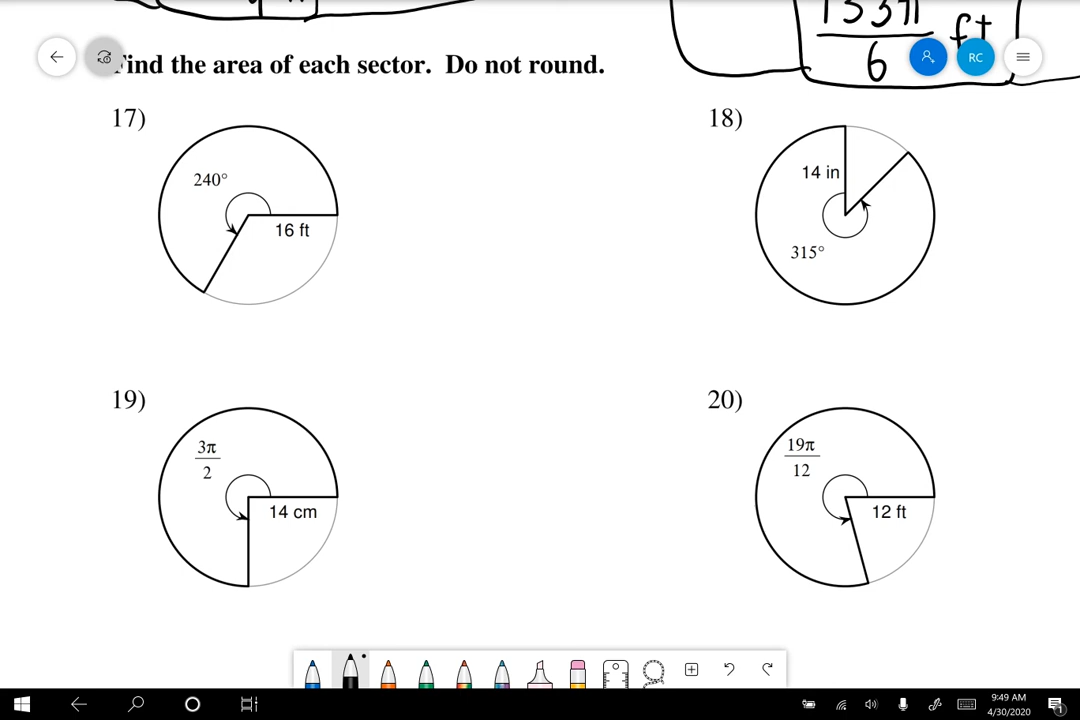 6 ft
Find the area of each sector. Do not round.
RC
17)
240°
16 ft
18)
14 in
315°
19)
3π
2
14 cm
20)
19π
12
12 ft
9:49 AM
4/30/2020
1